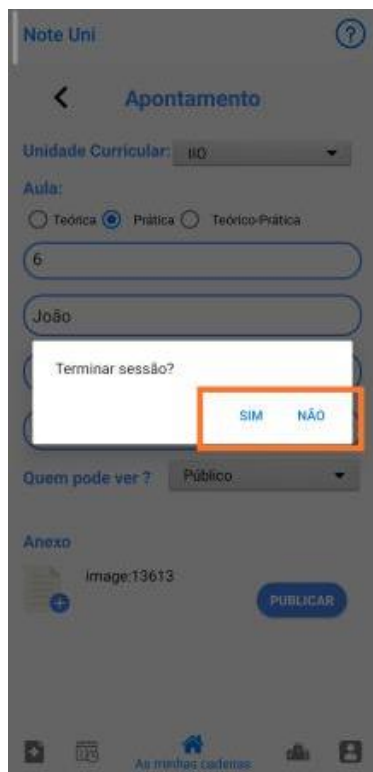 Note Uni
?
Apontamento
Unidade Curricular: IIO
Aula:
Teórica Prática Teórico-Prática
6
João
Terminar sessão?
SIM NÃO
Quem pode ver ? Público
Anexo
image:13613
PUBLICAR
As minhas cadeiras